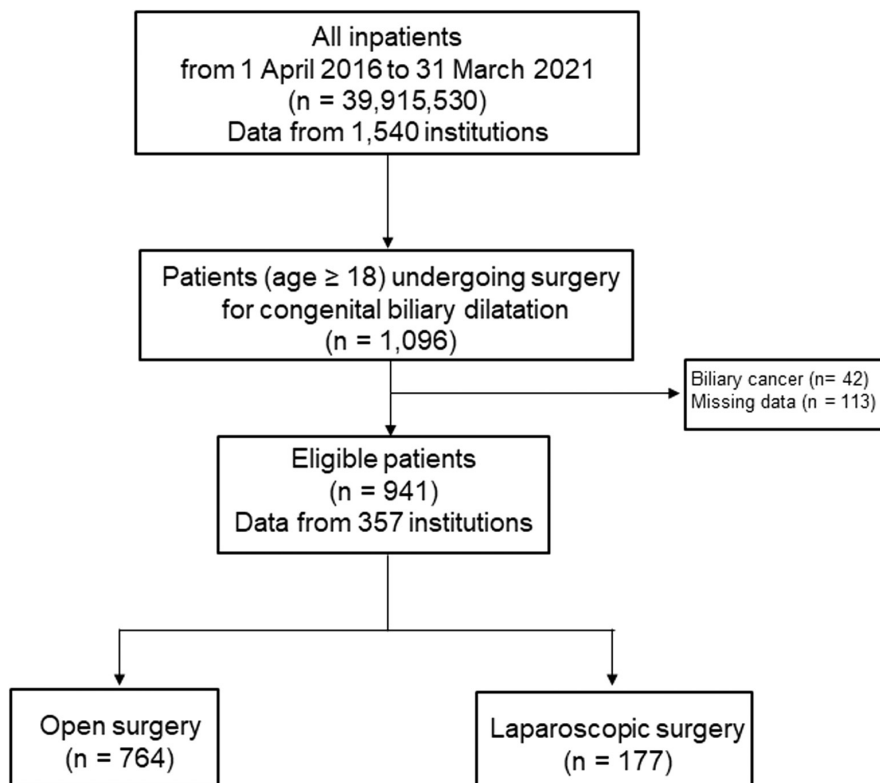 All inpatients
from 1 April 2016 to 31 March 2021
(n = 39,915,530)
Data from 1,540 institutions
Patients (age ≥ 18) undergoing surgery
for congenital biliary dilatation
(n = 1,096)
Biliary cancer (n= 42)
Missing data (n = 113)
Eligible patients
(n = 941)
Data from 357 institutions
Open surgery
(n = 764)
Laparoscopic surgery
(n = 177)